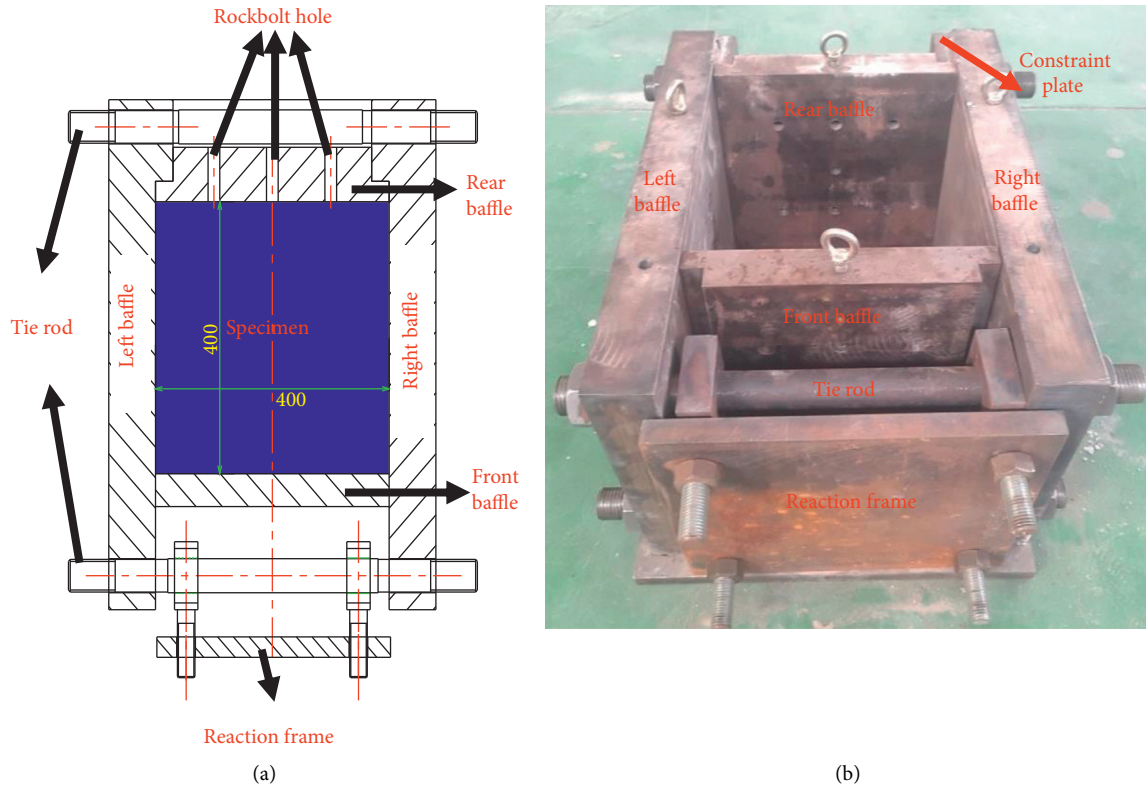 Rockbolt hole
Rear
baffle
Tie rod
Left baffle
Specimen
400
400
Right baffle
Front
baffle
Reaction frame
(a)
Constraint
plate
Rear baffle
Left
baffle
Right
baffle
Front baffle
Tie rod
Reaction frame
(b)